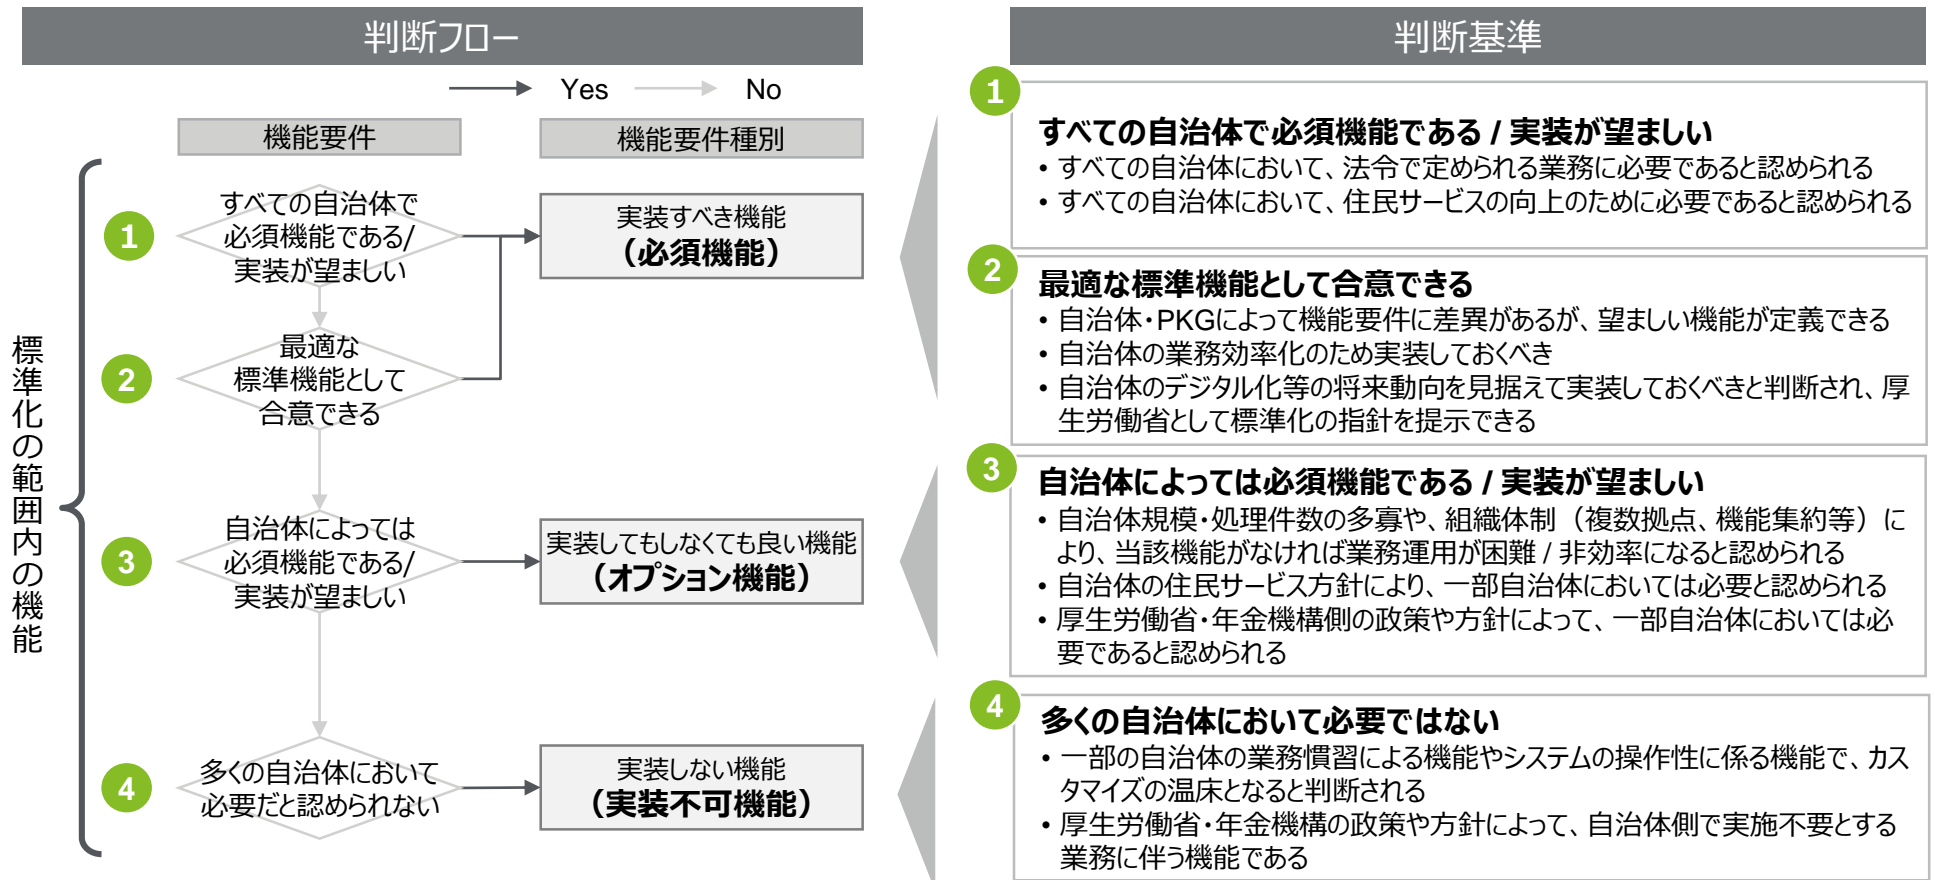 判断フロー
Yes
No
機能要件
機能要件種別
標準化の範囲内の機能
1
すべての自治体で
必須機能である/
実装が望ましい
実装すべき機能
（必須機能）
2
最適な
標準機能として
合意できる
3
自治体によっては
必須機能である/
実装が望ましい
実装してもしなくても良い機能
（オプション機能）
4
多くの自治体において
必要だと認められない
実装しない機能
（実装不可機能）
判断基準
1
すべての自治体で必須機能である / 実装が望ましい
• すべての自治体において、法令で定められる業務に必要であると認められる
• すべての自治体において、住民サービスの向上のために必要であると認められる
2
最適な標準機能として合意できる
• 自治体・PKGによって機能要件に差異があるが、望ましい機能が定義できる
• 自治体の業務効率化のため実装しておくべき
• 自治体のデジタル化等の将来動向を見据えて実装しておくべきと判断され、厚
生労働省として標準化の指針を提示できる
3
自治体によっては必須機能である / 実装が望ましい
• 自治体規模・処理件数の多寡や、組織体制（複数拠点、機能集約等）に
より、当該機能がなければ業務運用が困難 / 非効率になると認められる
• 自治体の住民サービス方針により、一部自治体においては必要と認められる
• 厚生労働省・年金機構側の政策や方針によって、一部自治体においては必
要であると認められる
4
多くの自治体において必要ではない
• 一部の自治体の業務慣習による機能やシステムの操作性に係る機能で、カス
タマイズの温床となると判断される
• 厚生労働省・年金機構の政策や方針によって、自治体側で実施不要とする
業務に伴う機能である